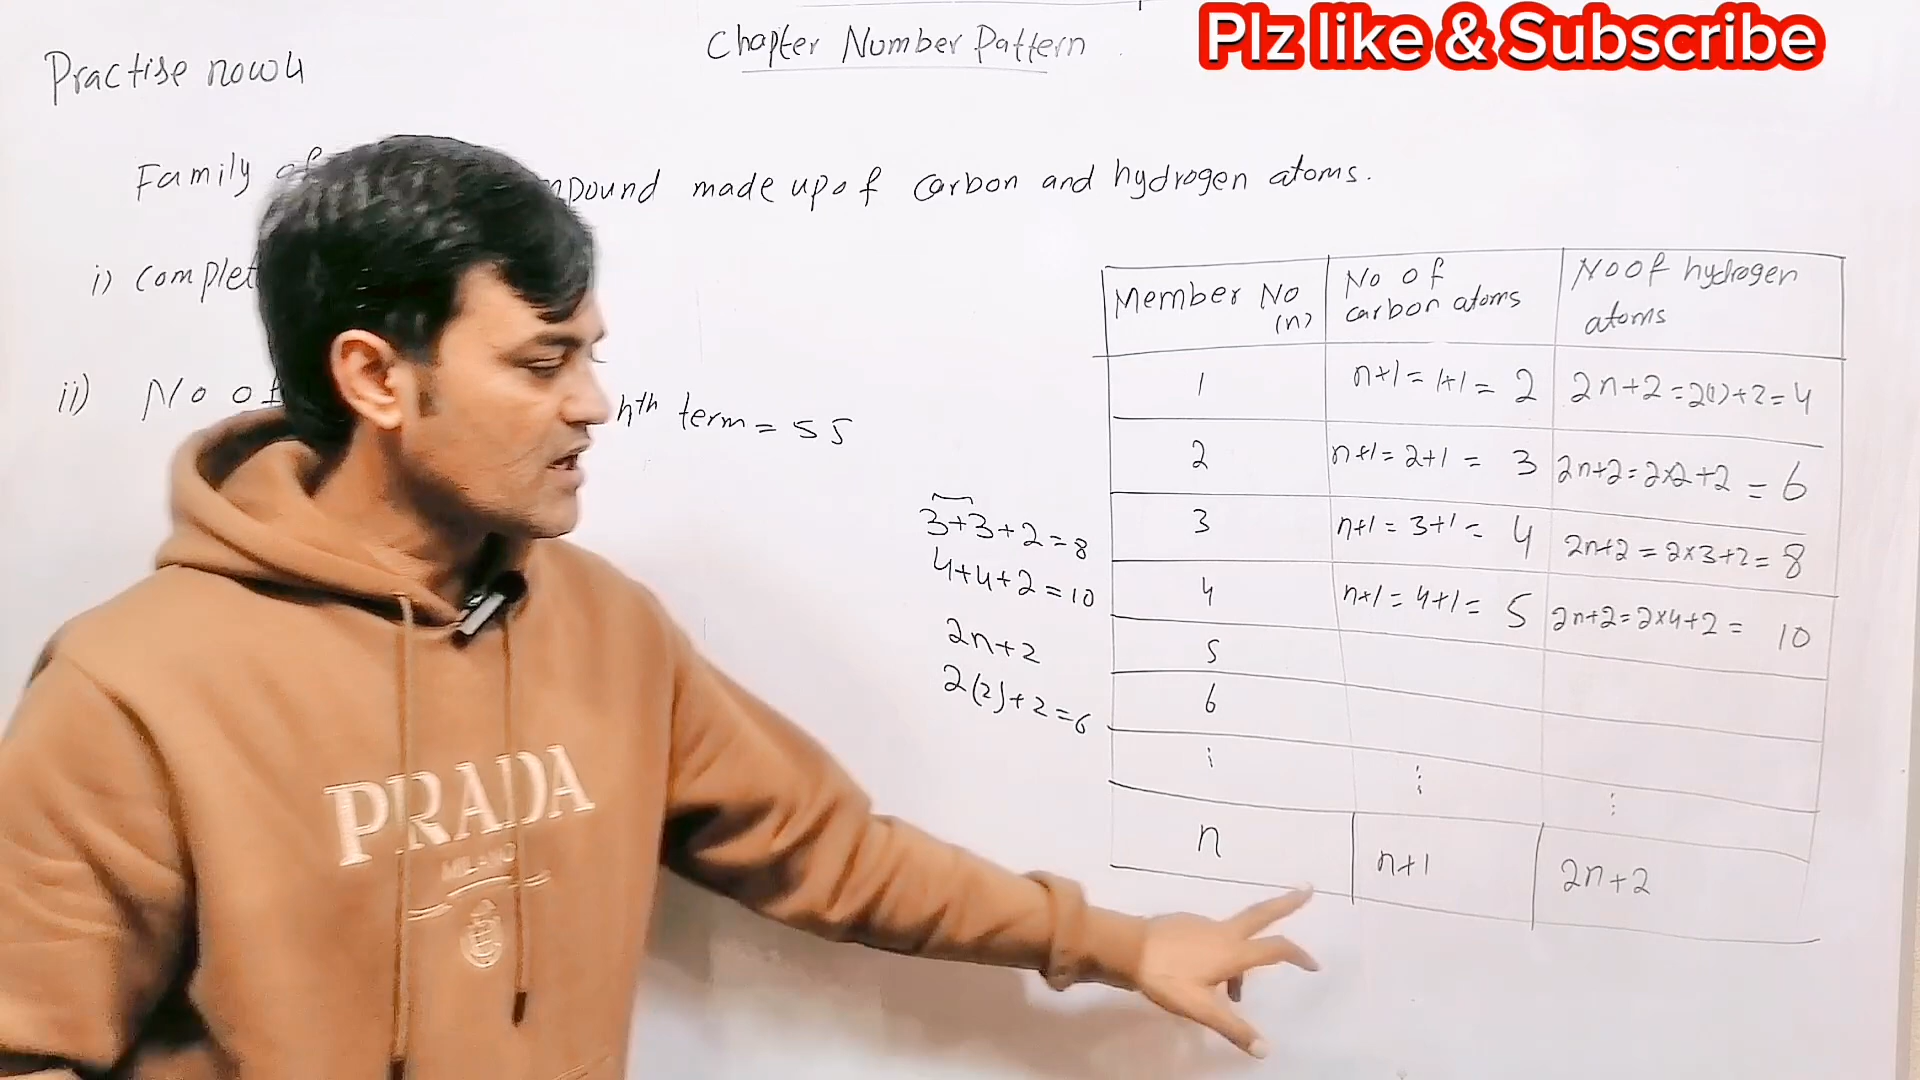 Chapter Number Pattern
Plz like & Subscribe
Practise now 4
Family of
pound made up of carbon and hydrogen atoms.
i) complet
ii) No of
nth term = 55
Member No (n)
No of carbon atoms
No of hydrogen atoms
1
n+1 = 1+1 = 2
2n+2 = 2(1)+2 = 4
2
n+1 = 2+1 = 3
2n+2 = 2×2+2 = 6
3
n+1 = 3+1 = 4
2n+2 = 2×3+2 = 8
4
n+1 = 4+1 = 5
2n+2 = 2×4+2 = 10
5
6
⋮
⋮
⋮
n
n+1
2n+2
3+3+2=8
4+4+2=10
2n+2
2(2)+2=6
PRADA
MILANO